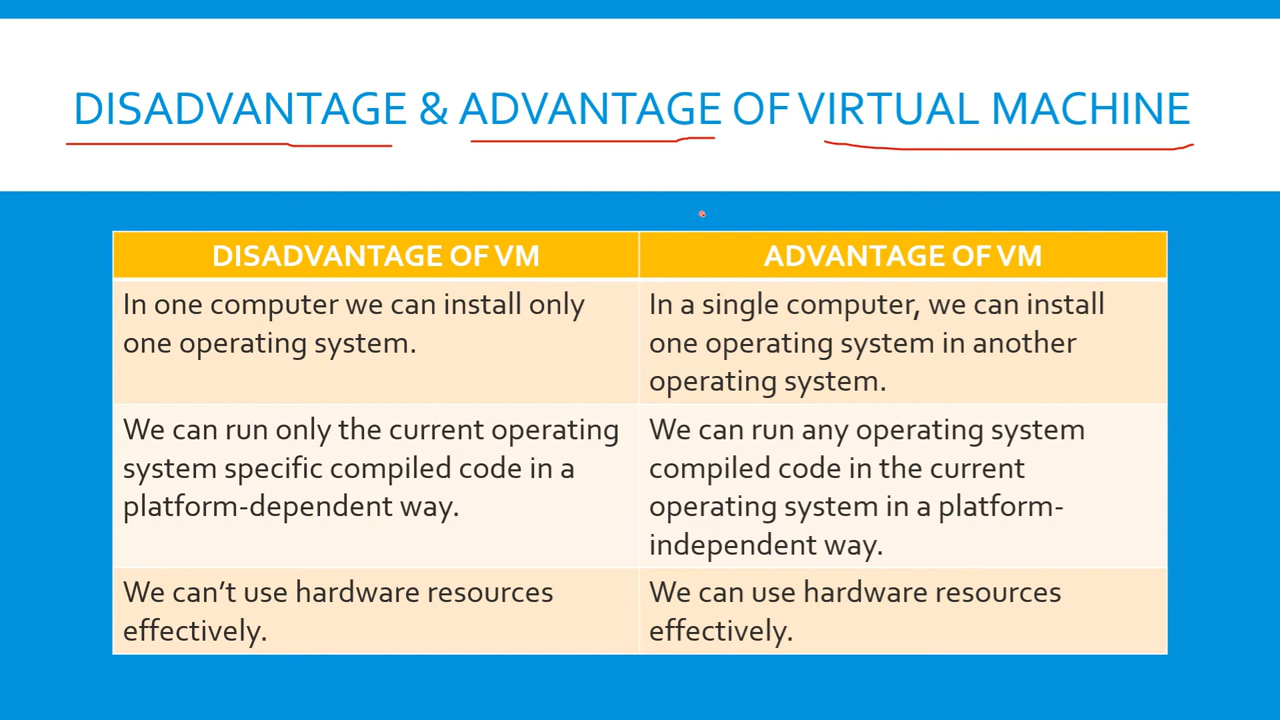 DISADVANTAGE & ADVANTAGE OF VIRTUAL MACHINE
DISADVANTAGE OF VM
ADVANTAGE OF VM
In one computer we can install only
one operating system.
In a single computer, we can install
one operating system in another
operating system.
We can run only the current operating
system specific compiled code in a
platform-dependent way.
We can run any operating system
compiled code in the current
operating system in a platform-
independent way.
We can’t use hardware resources
effectively.
We can use hardware resources
effectively.